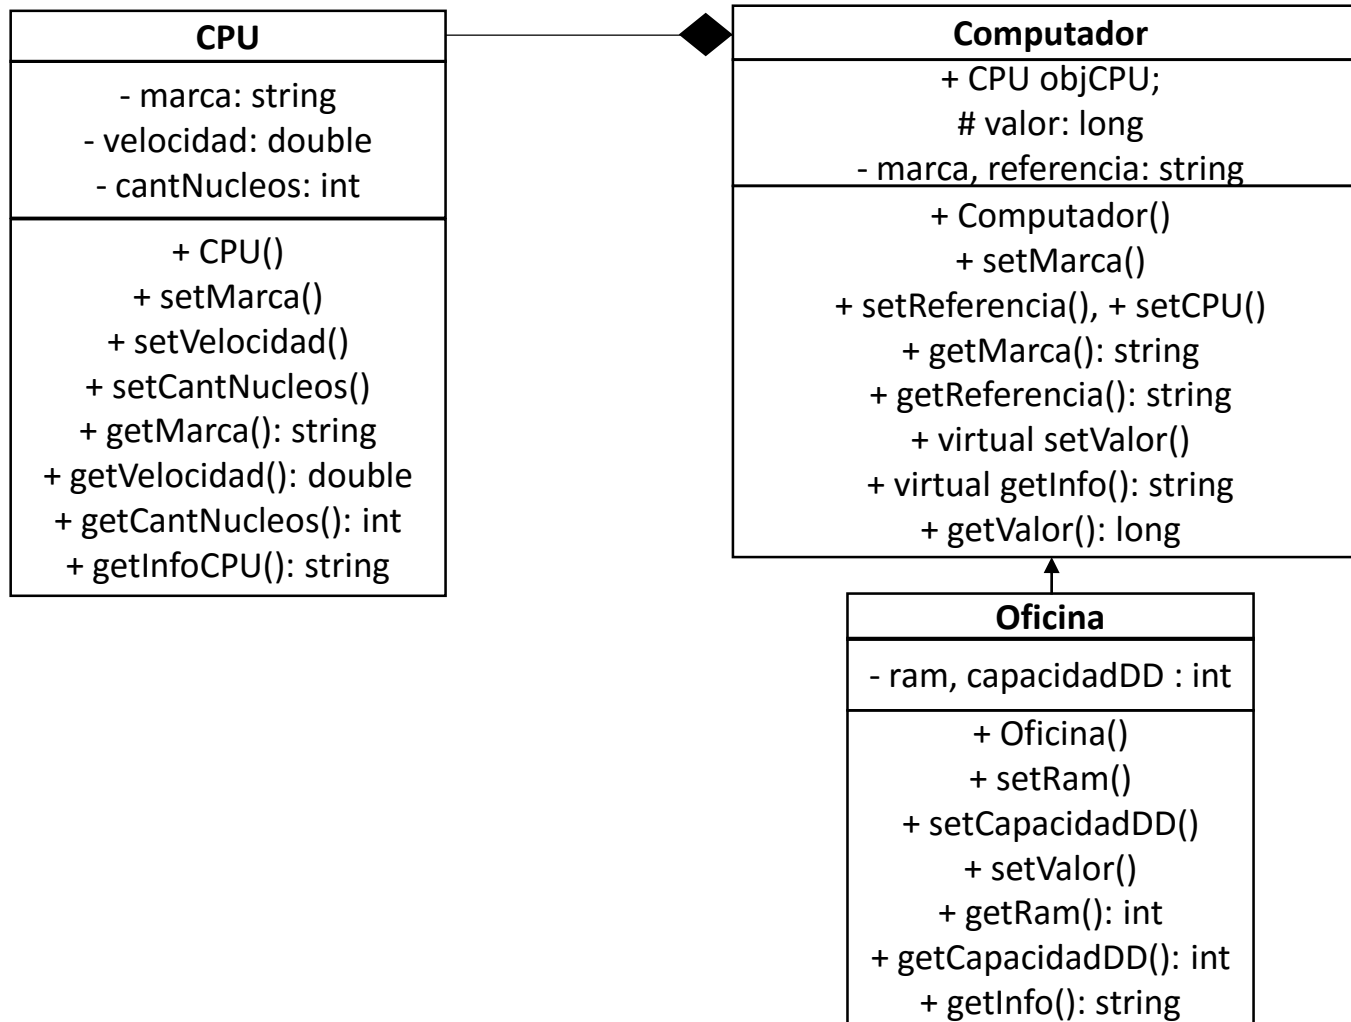 CPU
- marca: string
- velocidad: double
- cantNucleos: int
+ CPU()
+ setMarca()
+ setVelocidad()
+ setCantNucleos()
+ getMarca(): string
+ getVelocidad(): double
+ getCantNucleos(): int
+ getInfoCPU(): string
Computador
+ CPU objCPU;
# valor: long
- marca, referencia: string
+ Computador()
+ setMarca()
+ setReferencia(), + setCPU()
+ getMarca(): string
+ getReferencia(): string
+ virtual setValor()
+ virtual getInfo(): string
+ getValor(): long
Oficina
- ram, capacidadDD : int
+ Oficina()
+ setRam()
+ setCapacidadDD()
+ setValor()
+ getRam(): int
+ getCapacidadDD(): int
+ getInfo(): string